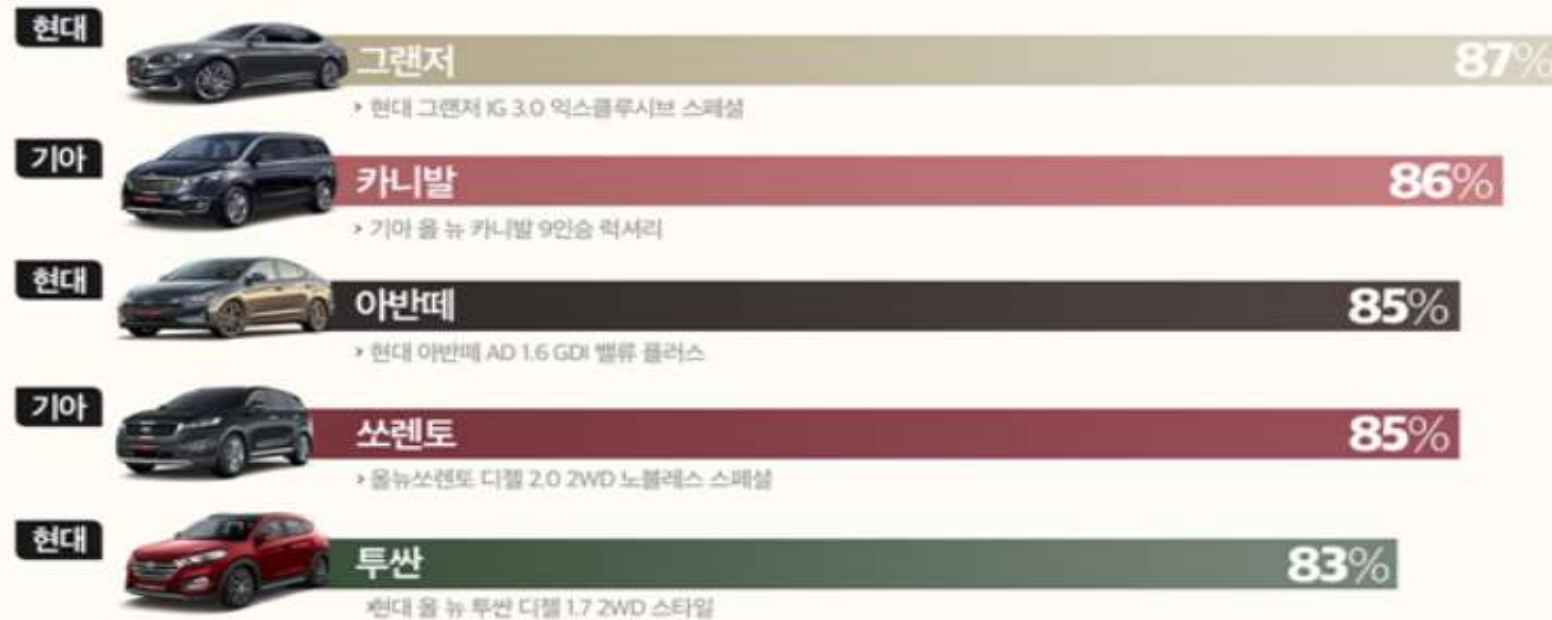 현대
그랜저
87%
> 현대 그랜저 IG 3.0 익스클루시브 스페셜
기아
카니발
86%
> 기아 올 뉴 카니발 9인승 럭셔리
현대
아반떼
85%
> 현대 아반떼 AD 1.6 GDI 밸류 플러스
기아
쏘렌토
85%
> 올뉴쏘렌토 디젤 2.0 2WD 노블레스 스페셜
현대
투싼
83%
>현대 올 뉴 투싼 디젤 1.7 2WD 스타일